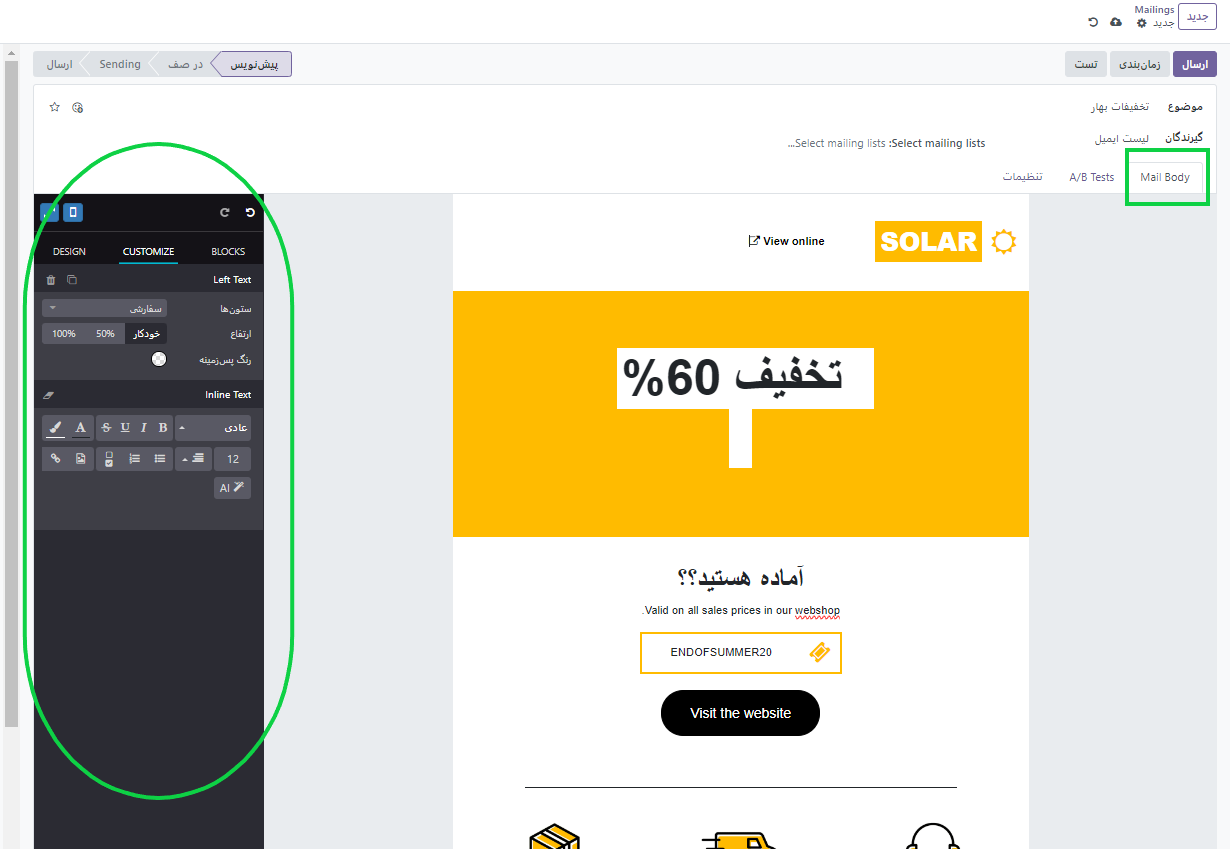 جدید
Mailings
جدید
ارسال
زمان‌بندی
تست
پیش‌نویس
در صف
Sending
ارسال
موضوع
تخفیفات بهار
گیرندگان
لیست ایمیل
Select mailing lists: Select mailing lists...
Mail Body
A/B Tests
تنظیمات
DESIGN
CUSTOMIZE
BLOCKS
Left Text
ستون‌ها
سفارشی
ارتفاع
خودکار
50%
100%
رنگ پس‌زمینه
Inline Text
عادی
B I U S A
12
AI
View online
SOLAR
تخفیف 60%
آماده هستید؟؟
Valid on all sales prices in our webshop.
ENDOFSUMMER20
Visit the website